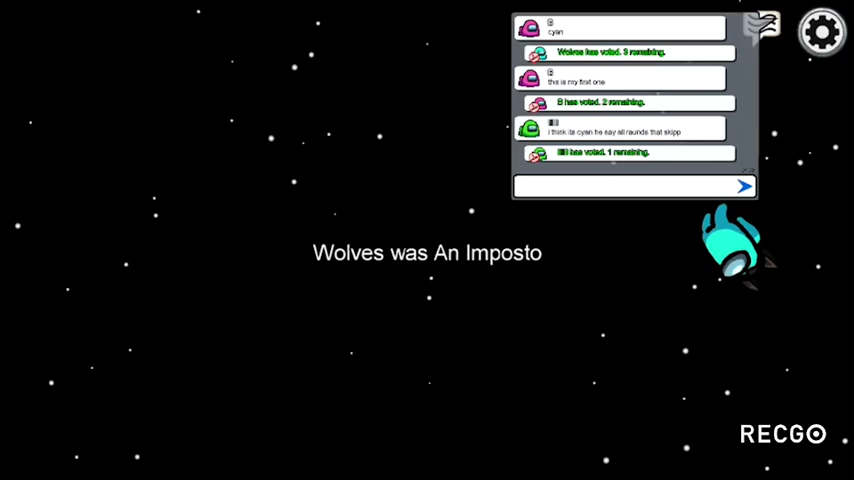 cyan
Wolves has voted. 3 remaining.
this is my first one
has voted. 2 remaining.
i think its cyan he say all raunds that skipp
has voted. 1 remaining.
Wolves was An Imposto
RECGO